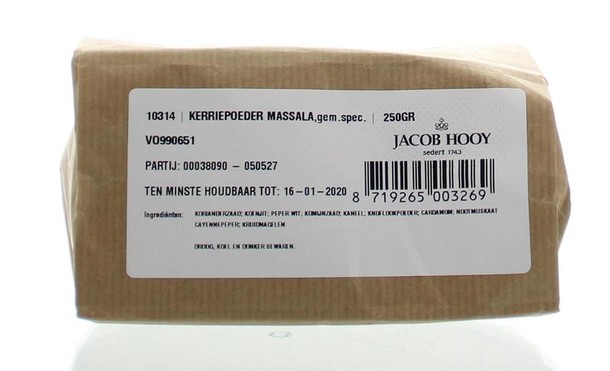 10314 | KERRIEPOEDER MASSALA,gem.spec. | 250GR
VO990651
JACOB HOOY
sedert 1743
PARTIJ: 00038090 - 050527
TEN MINSTE HOUDBAAR TOT: 16-01-2020
8 719265 003269
Ingrediënten: KORIANDERZAAD; KOENJIT; PEPER WIT; KOMIJNZAAD; KANEEL; KNOFLOOKPOEDER; CARDAMOM; NOOTMUSKAAT
CAYENNEPEPER; KRUIDNAGELEN
DROOG, KOEL EN DONKER BEWAREN.